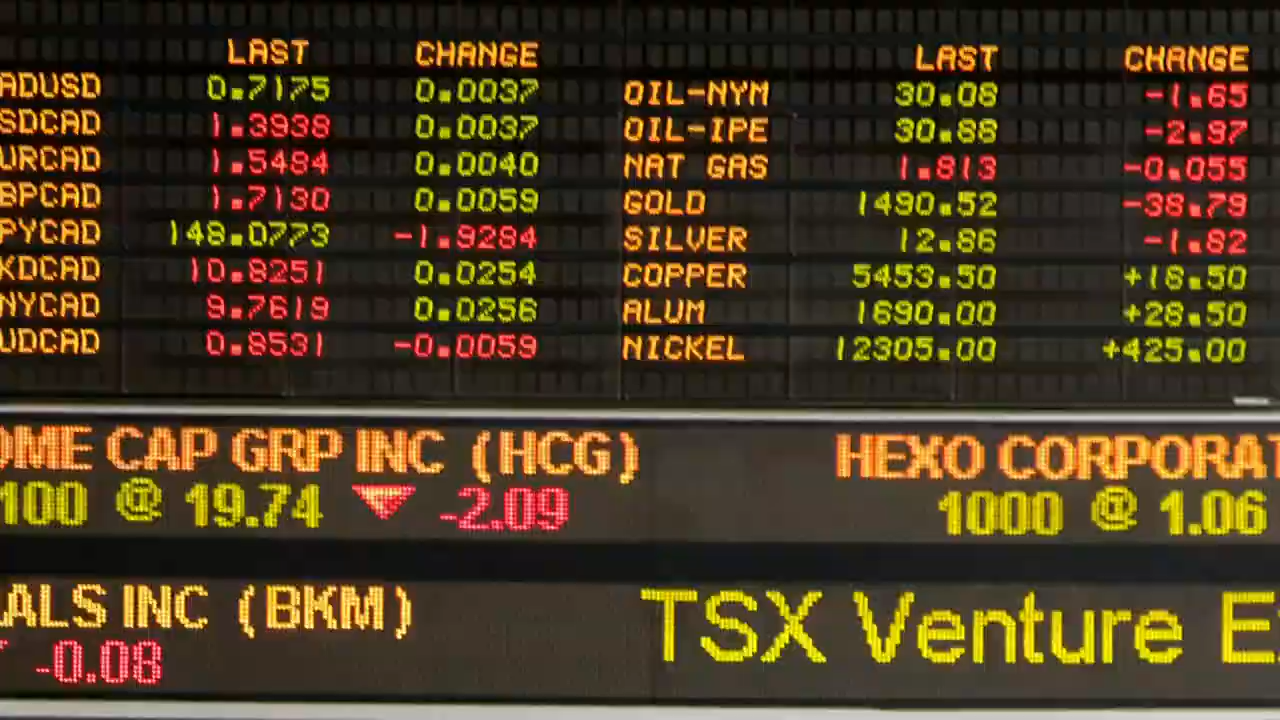 LAST CHANGE LAST CHANGE
ADUSD 0.7175 0.0037 OIL-NYM 30.08 -1.65
SDCAD 1.3938 0.0037 OIL-IPE 30.88 -2.97
URCAD 1.5484 0.0040 NAT GAS 1.813 -0.055
BPCAD 1.7130 0.0059 GOLD 1490.52 -38.79
PYCAD 148.0773 -1.9284 SILVER 12.86 -1.82
KDCAD 10.8251 0.0254 COPPER 5453.50 +18.50
NYCAD 9.7619 0.0256 ALUM 1690.00 +28.50
UDCAD 0.8531 -0.0059 NICKEL 12305.00 +425.00
OME CAP GRP INC (HCG) HEXO CORPORAT
100 @ 19.74 ▼ -2.09 1000 @ 1.06
ALS INC (BKM) TSX Venture E
-0.08